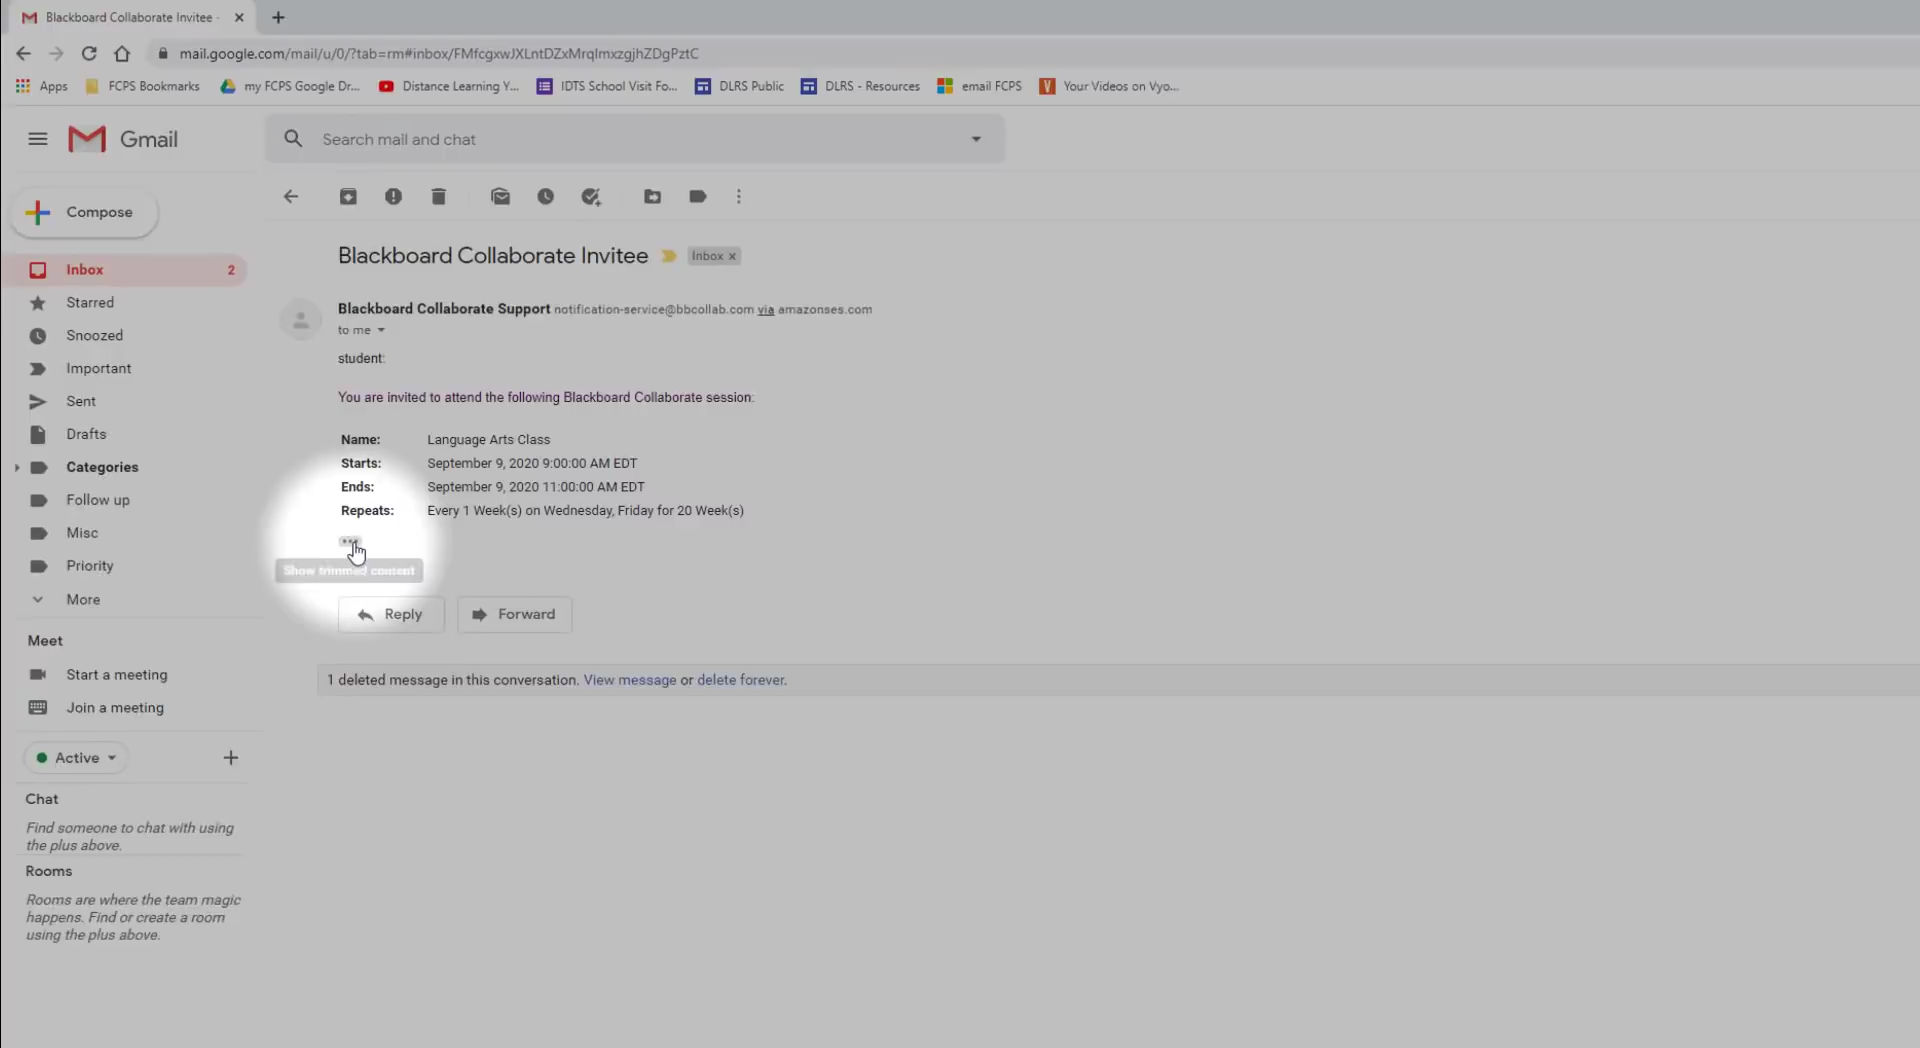 Blackboard Collaborate Invitee -
mail.google.com/mail/u/0/?tab=rm#inbox/FMfcgxwJXLntDZxMrqlmxzgjhZDgPztC
Apps FCPS Bookmarks my FCPS Google Dr... Distance Learning Y... IDTS School Visit Fo... DLRS Public DLRS - Resources email FCPS Your Videos on Vyo...
Gmail
Search mail and chat
Compose
Inbox 2
Starred
Snoozed
Important
Sent
Drafts
Categories
Follow up
Misc
Priority
More
Meet
Start a meeting
Join a meeting
Active
Chat
Find someone to chat with using
the plus above.
Rooms
Rooms are where the team magic
happens. Find or create a room
using the plus above.
Blackboard Collaborate Invitee Inbox x
Blackboard Collaborate Support notification-service@bbcollab.com via amazonses.com
to me
student:
You are invited to attend the following Blackboard Collaborate session:
Name: Language Arts Class
Starts: September 9, 2020 9:00:00 AM EDT
Ends: September 9, 2020 11:00:00 AM EDT
Repeats: Every 1 Week(s) on Wednesday, Friday for 20 Week(s)
Show trimmed content
Reply Forward
1 deleted message in this conversation. View message or delete forever.